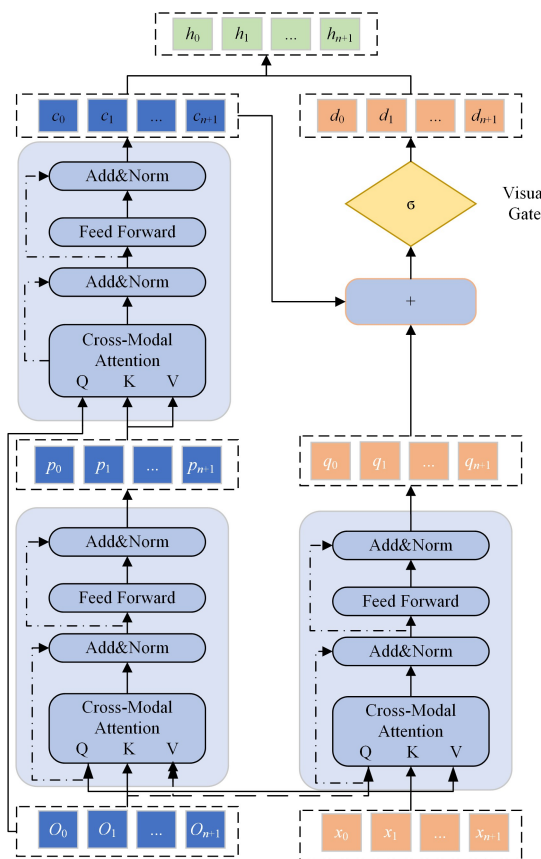 h0 h1 ... hn+1
c0 c1 ... cn+1
d0 d1 ... dn+1
Add&Norm
Feed Forward
Add&Norm
Cross-Modal
Attention
Q K V
σ
Visua
Gate
+
p0 p1 ... pn+1
q0 q1 ... qn+1
Add&Norm
Feed Forward
Add&Norm
Cross-Modal
Attention
Q K V
Add&Norm
Feed Forward
Add&Norm
Cross-Modal
Attention
Q K V
O0 O1 ... On+1
x0 x1 ... xn+1